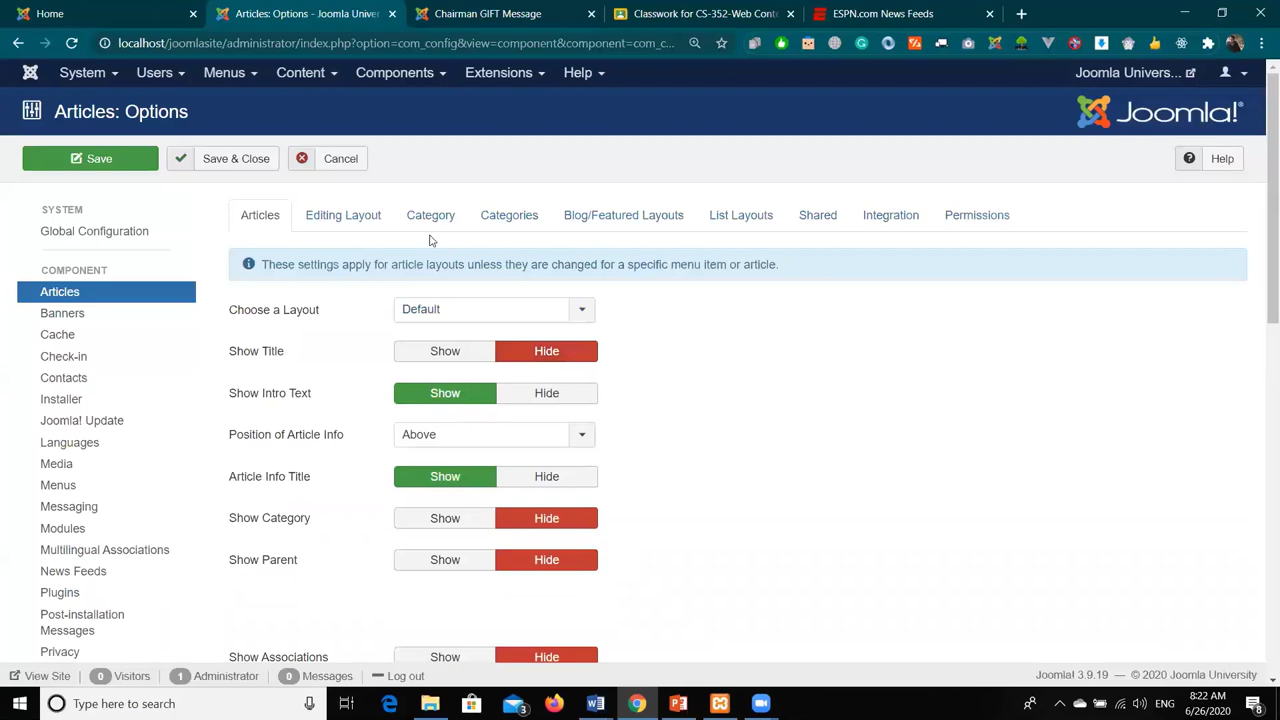 Home
Articles: Options - Joomla Unive
Chairman GIFT Message
Classwork for CS-352-Web Cont
ESPN.com News Feeds
localhost/joomlasite/administrator/index.php?option=com_config&view=component&component=com_c...
System Users Menus Content Components Extensions Help
Joomla Univers...
Articles: Options
Joomla!
Save
Save & Close
Cancel
Help
SYSTEM
Global Configuration
COMPONENT
Articles
Banners
Cache
Check-in
Contacts
Installer
Joomla! Update
Languages
Media
Menus
Messaging
Modules
Multilingual Associations
News Feeds
Plugins
Post-installation
Messages
Privacy
Articles Editing Layout Category Categories Blog/Featured Layouts List Layouts Shared Integration Permissions
These settings apply for article layouts unless they are changed for a specific menu item or article.
Choose a Layout Default
Show Title Show Hide
Show Intro Text Show Hide
Position of Article Info Above
Article Info Title Show Hide
Show Category Show Hide
Show Parent Show Hide
Show Associations Show Hide
View Site 0 Visitors 1 Administrator 0 Messages Log out
Joomla! 3.9.19 — © 2020 Joomla University
Type here to search
3
ENG
8:22 AM
6/26/2020
8